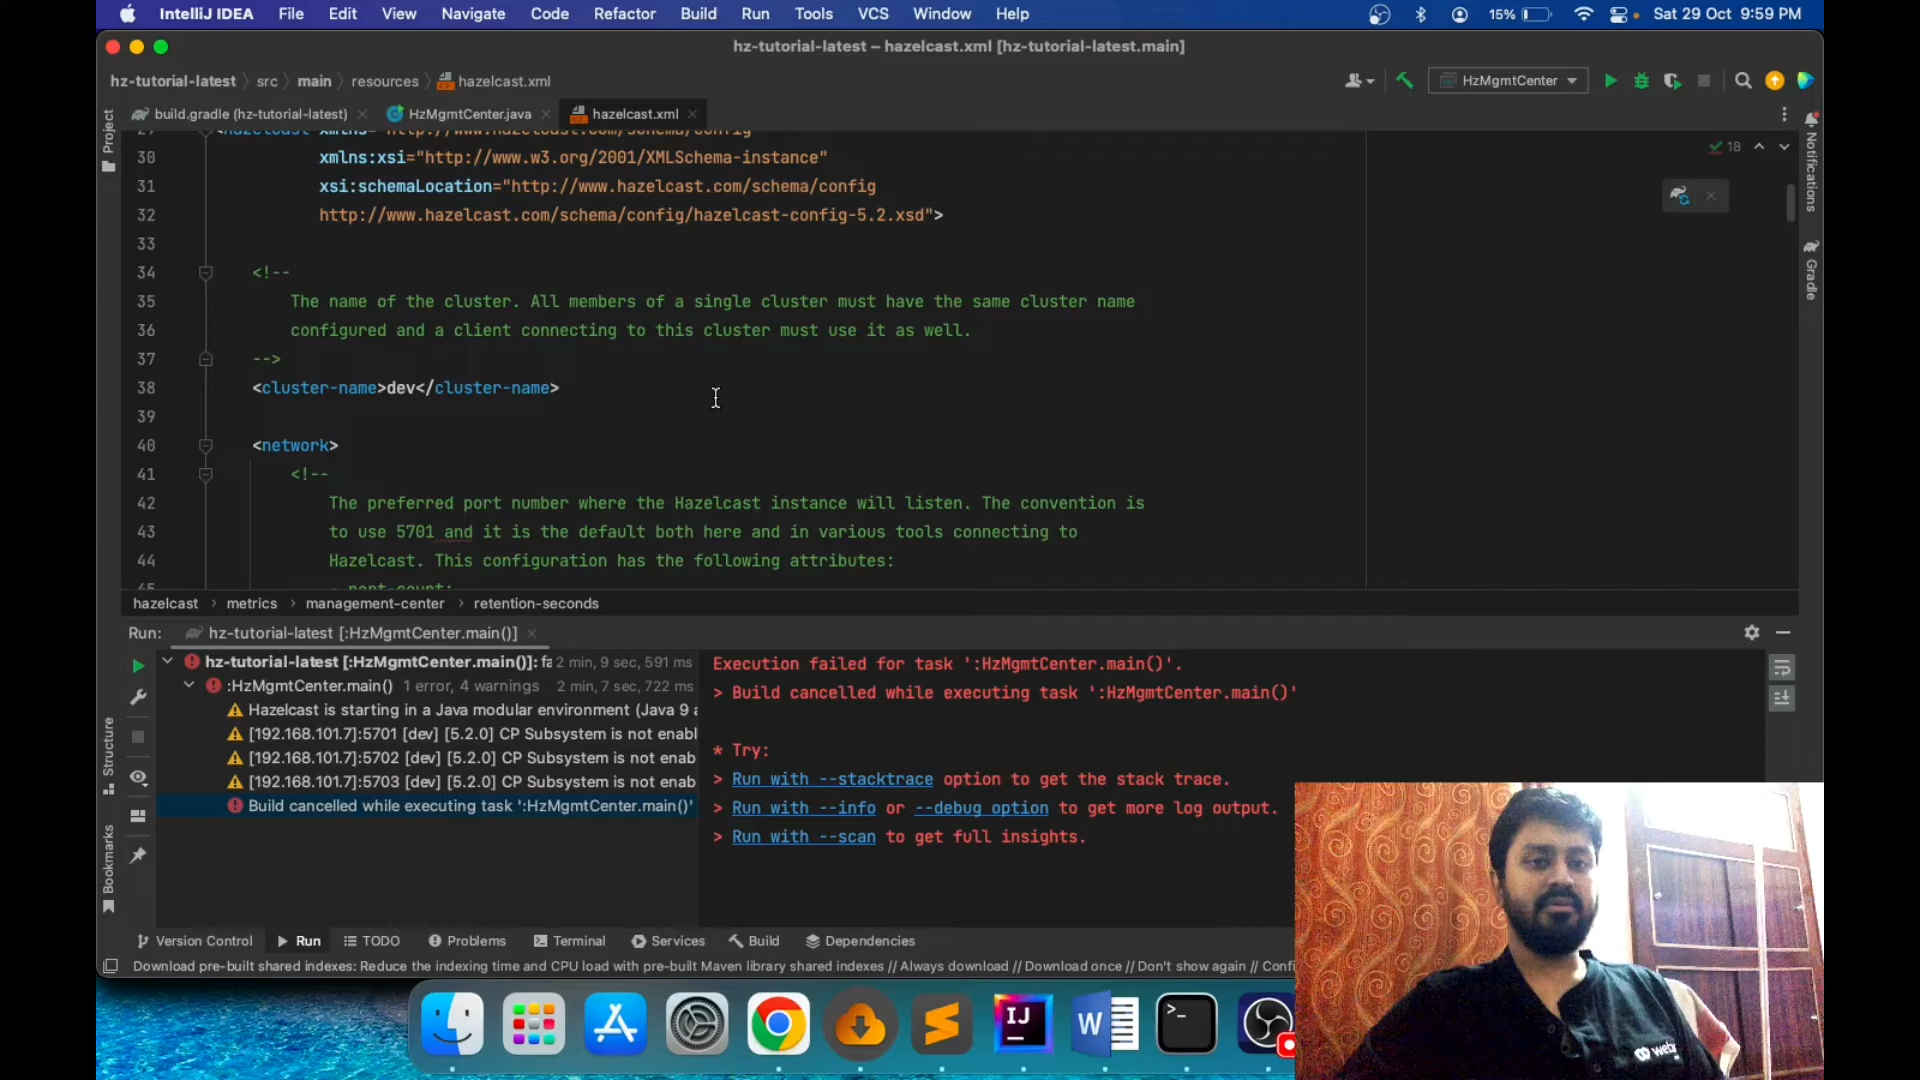 IntelliJ IDEA File Edit View Navigate Code Refactor Build Run Tools VCS Window Help 15% Sat 29 Oct 9:59 PM
hz-tutorial-latest – hazelcast.xml [hz-tutorial-latest.main]
hz-tutorial-latest src main resources hazelcast.xml HzMgmtCenter
build.gradle (hz-tutorial-latest) HzMgmtCenter.java hazelcast.xml
Project
Notifications
Gradle
18
30 xmlns:xsi="http://www.w3.org/2001/XMLSchema-instance"
31 xsi:schemaLocation="http://www.hazelcast.com/schema/config
32 http://www.hazelcast.com/schema/config/hazelcast-config-5.2.xsd">
33
34 <!--
35 The name of the cluster. All members of a single cluster must have the same cluster name
36 configured and a client connecting to this cluster must use it as well.
37 -->
38 <cluster-name>dev</cluster-name>
39
40 <network>
41 <!--
42 The preferred port number where the Hazelcast instance will listen. The convention is
43 to use 5701 and it is the default both here and in various tools connecting to
44 Hazelcast. This configuration has the following attributes:
45 - port-count:
hazelcast metrics management-center retention-seconds
Run: hz-tutorial-latest [:HzMgmtCenter.main()]
hz-tutorial-latest [:HzMgmtCenter.main()]: fa 2 min, 9 sec, 591 ms
:HzMgmtCenter.main() 1 error, 4 warnings 2 min, 7 sec, 722 ms
Hazelcast is starting in a Java modular environment (Java 9 a
[192.168.101.7]:5701 [dev] [5.2.0] CP Subsystem is not enabl
[192.168.101.7]:5702 [dev] [5.2.0] CP Subsystem is not enab
[192.168.101.7]:5703 [dev] [5.2.0] CP Subsystem is not enab
Build cancelled while executing task ':HzMgmtCenter.main()'
Execution failed for task ':HzMgmtCenter.main()'.
> Build cancelled while executing task ':HzMgmtCenter.main()'
* Try:
> Run with --stacktrace option to get the stack trace.
> Run with --info or --debug option to get more log output.
> Run with --scan to get full insights.
Structure
Bookmarks
Version Control Run TODO Problems Terminal Services Build Dependencies
Download pre-built shared indexes: Reduce the indexing time and CPU load with pre-built Maven library shared indexes // Always download // Download once // Don't show again // Confi
IJ
W
>_